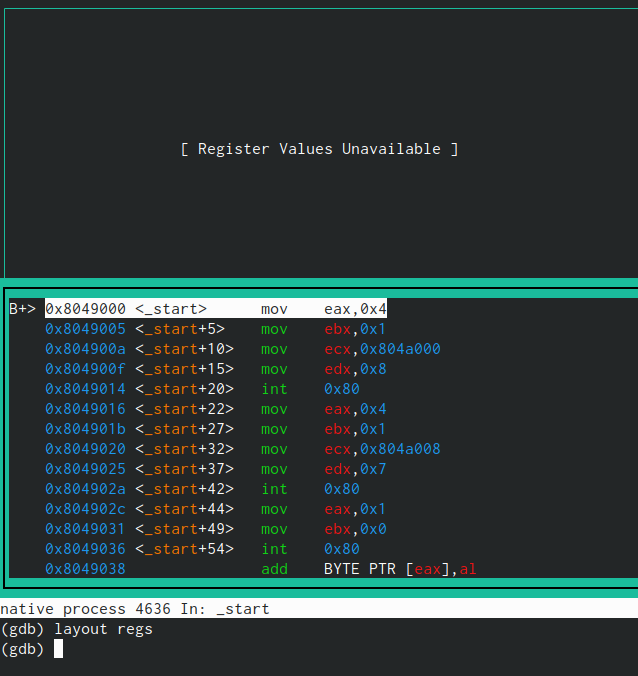 [ Register Values Unavailable ]
B+> 0x8049000 <_start> mov eax,0x4
0x8049005 <_start+5> mov ebx,0x1
0x804900a <_start+10> mov ecx,0x804a000
0x804900f <_start+15> mov edx,0x8
0x8049014 <_start+20> int 0x80
0x8049016 <_start+22> mov eax,0x4
0x804901b <_start+27> mov ebx,0x1
0x8049020 <_start+32> mov ecx,0x804a008
0x8049025 <_start+37> mov edx,0x7
0x804902a <_start+42> int 0x80
0x804902c <_start+44> mov eax,0x1
0x8049031 <_start+49> mov ebx,0x0
0x8049036 <_start+54> int 0x80
0x8049038 add BYTE PTR [eax],al
native process 4636 In: _start
(gdb) layout regs
(gdb)